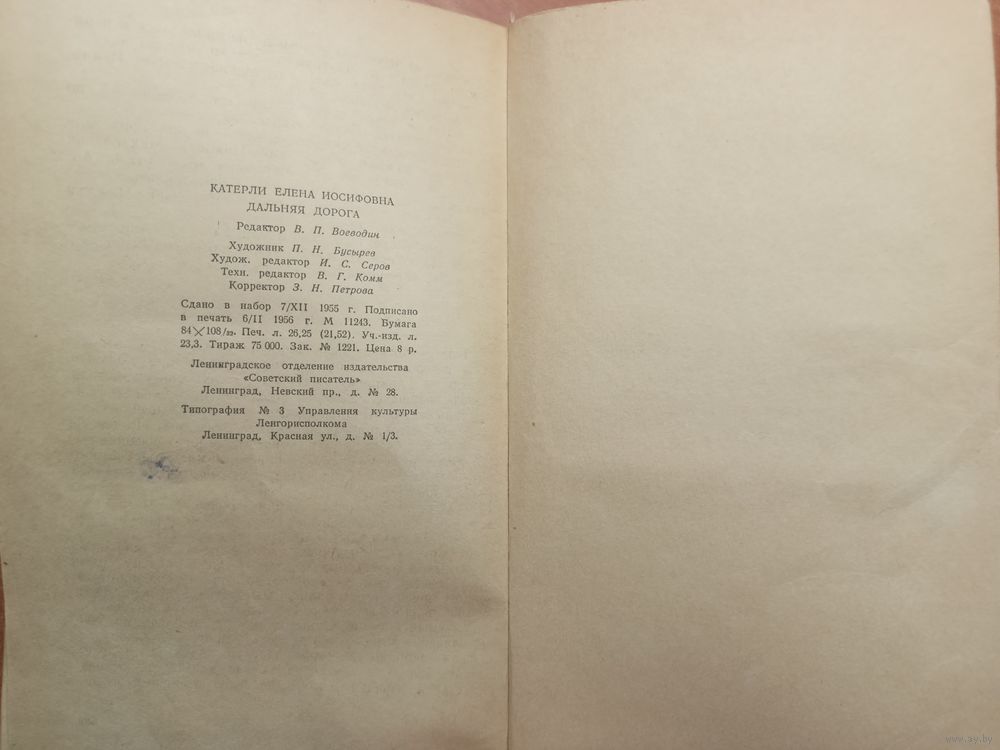 КАТЕРЛИ ЕЛЕНА ИОСИФОВНА
ДАЛЬНЯЯ ДОРОГА
Редактор В. П. Воеводин
Художник П. Н. Бусырев
Худож. редактор И. С. Серов
Техн. редактор В. Г. Комм
Корректор З. Н. Петрова
Сдано в набор 7/XII 1955 г. Подписано
в печать 6/II 1956 г. М 11243. Бумага
84×108/32. Печ. л. 26,25 (21,52). Уч.-изд. л.
23,3. Тираж 75 000. Зак. № 1221. Цена 8 р.
Ленинградское отделение издательства
«Советский писатель»
Ленинград, Невский пр., д. № 28.
Типография № 3 Управления культуры
Ленгорисполкома
Ленинград, Красная ул., д. № 1/3.
www.ay.by